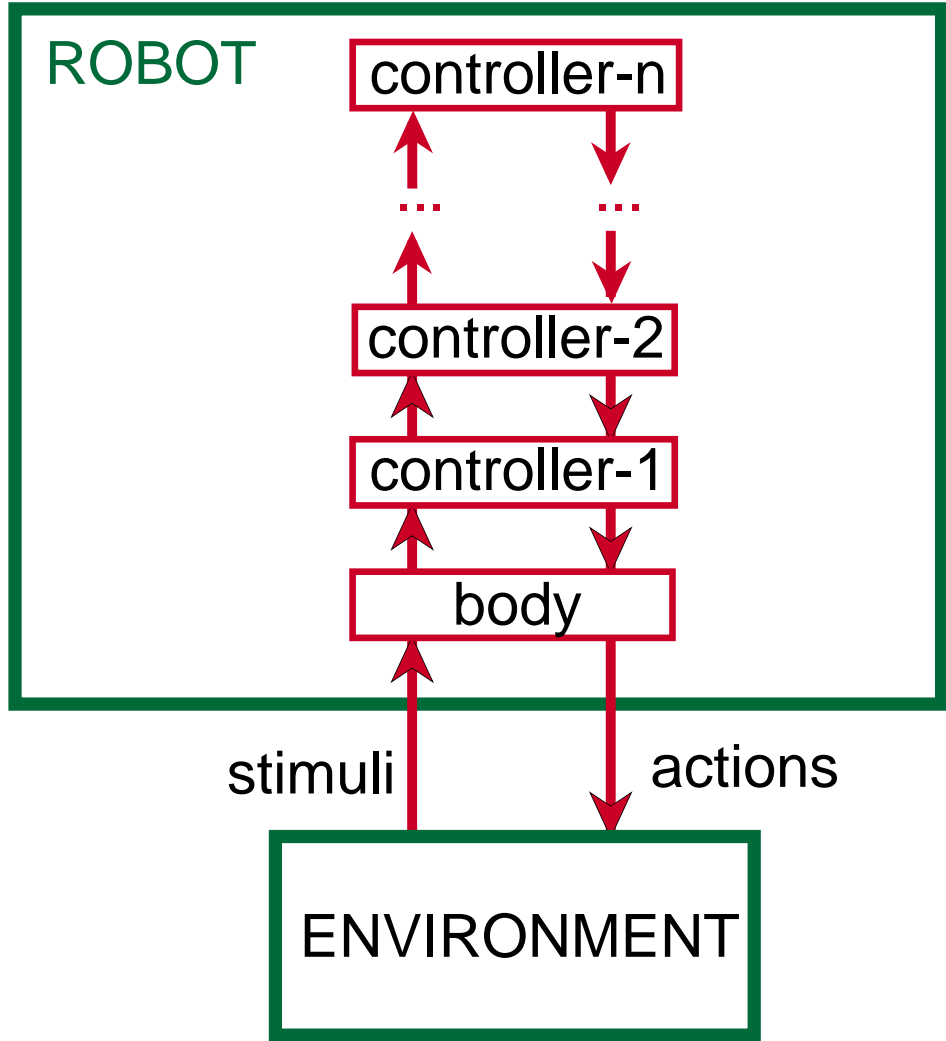 ROBOT
controller-n
... ...
controller-2
controller-1
body
stimuli
actions
ENVIRONMENT